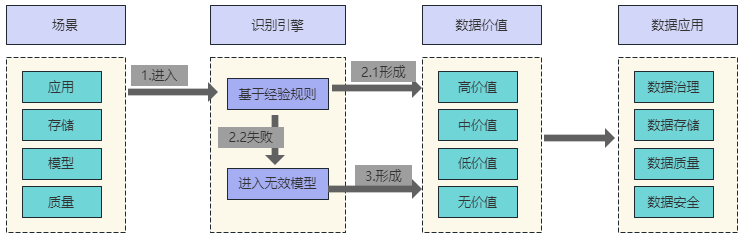 场景
识别引擎
数据价值
数据应用
应用
存储
模型
质量
1.进入
基于经验规则
2.2失败
进入无效模型
2.1形成
3.形成
高价值
中价值
低价值
无价值
数据治理
数据存储
数据质量
数据安全